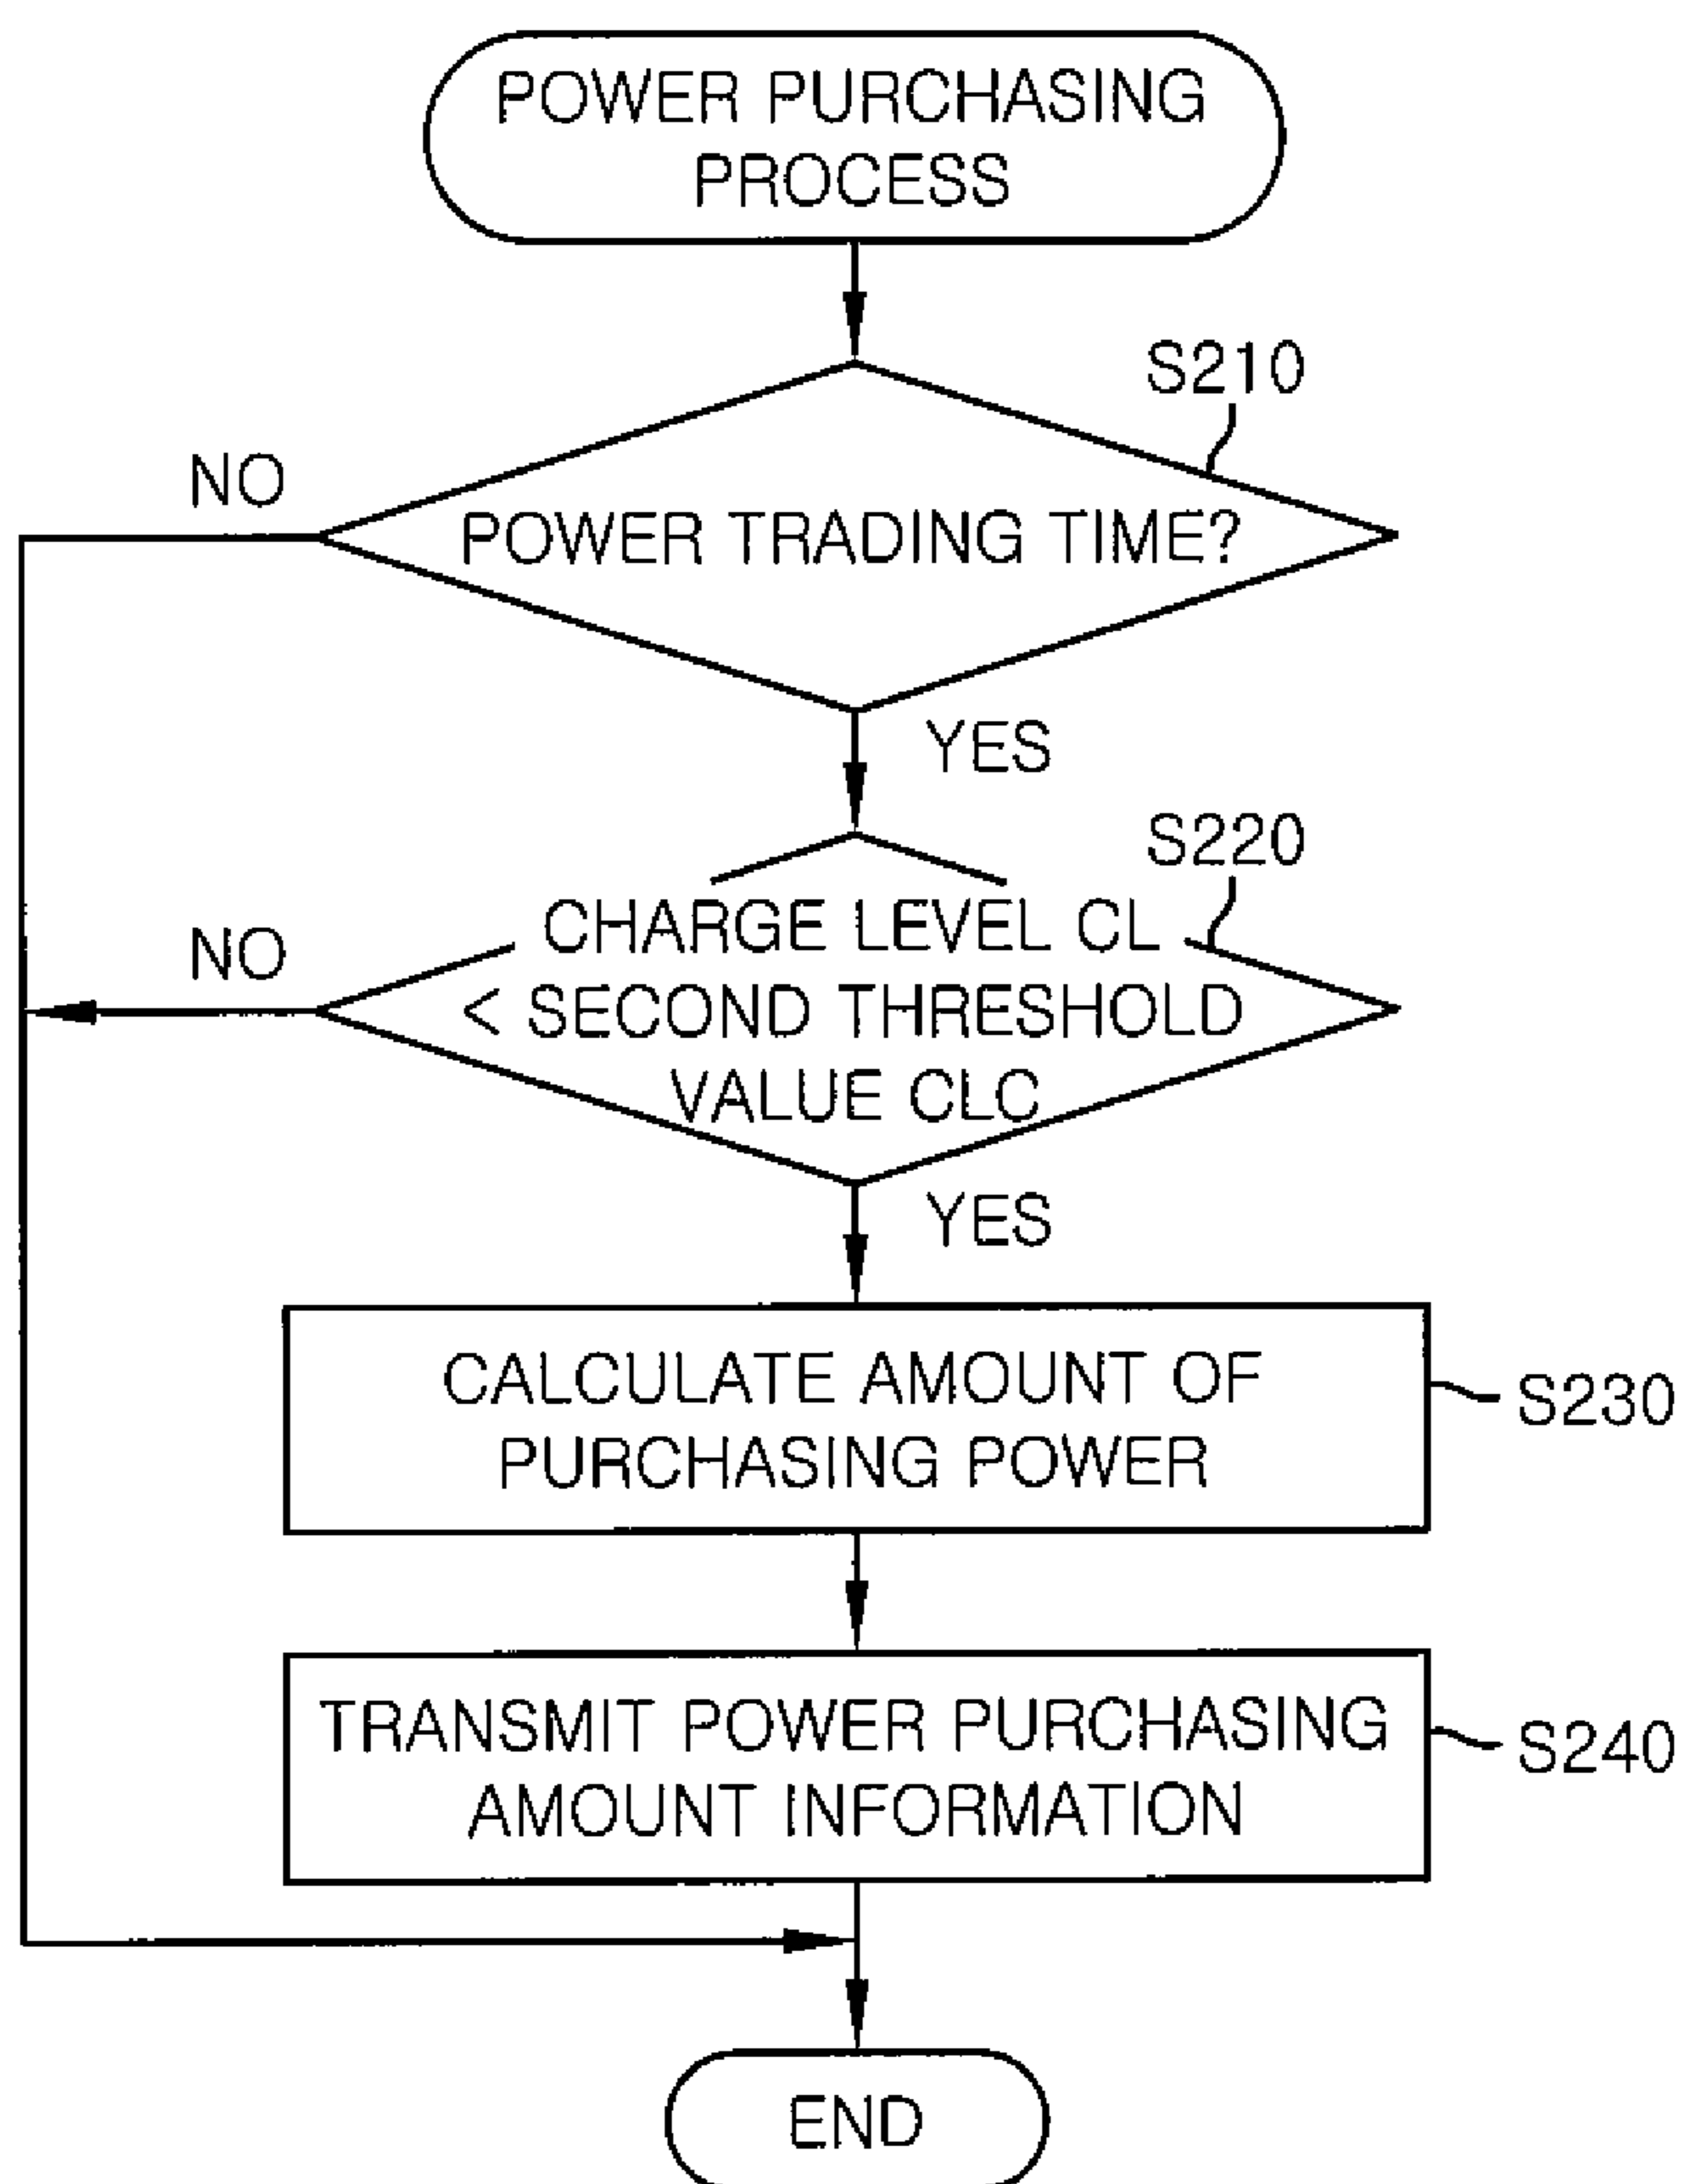 POWER PURCHASING
PROCESS
S210
NO
POWER TRADING TIME?
YES
S220
NO
CHARGE LEVEL CL
< SECOND THRESHOLD
VALUE CLC
YES
CALCULATE AMOUNT OF
PURCHASING POWER
S230
TRANSMIT POWER PURCHASING
AMOUNT INFORMATION
S240
END